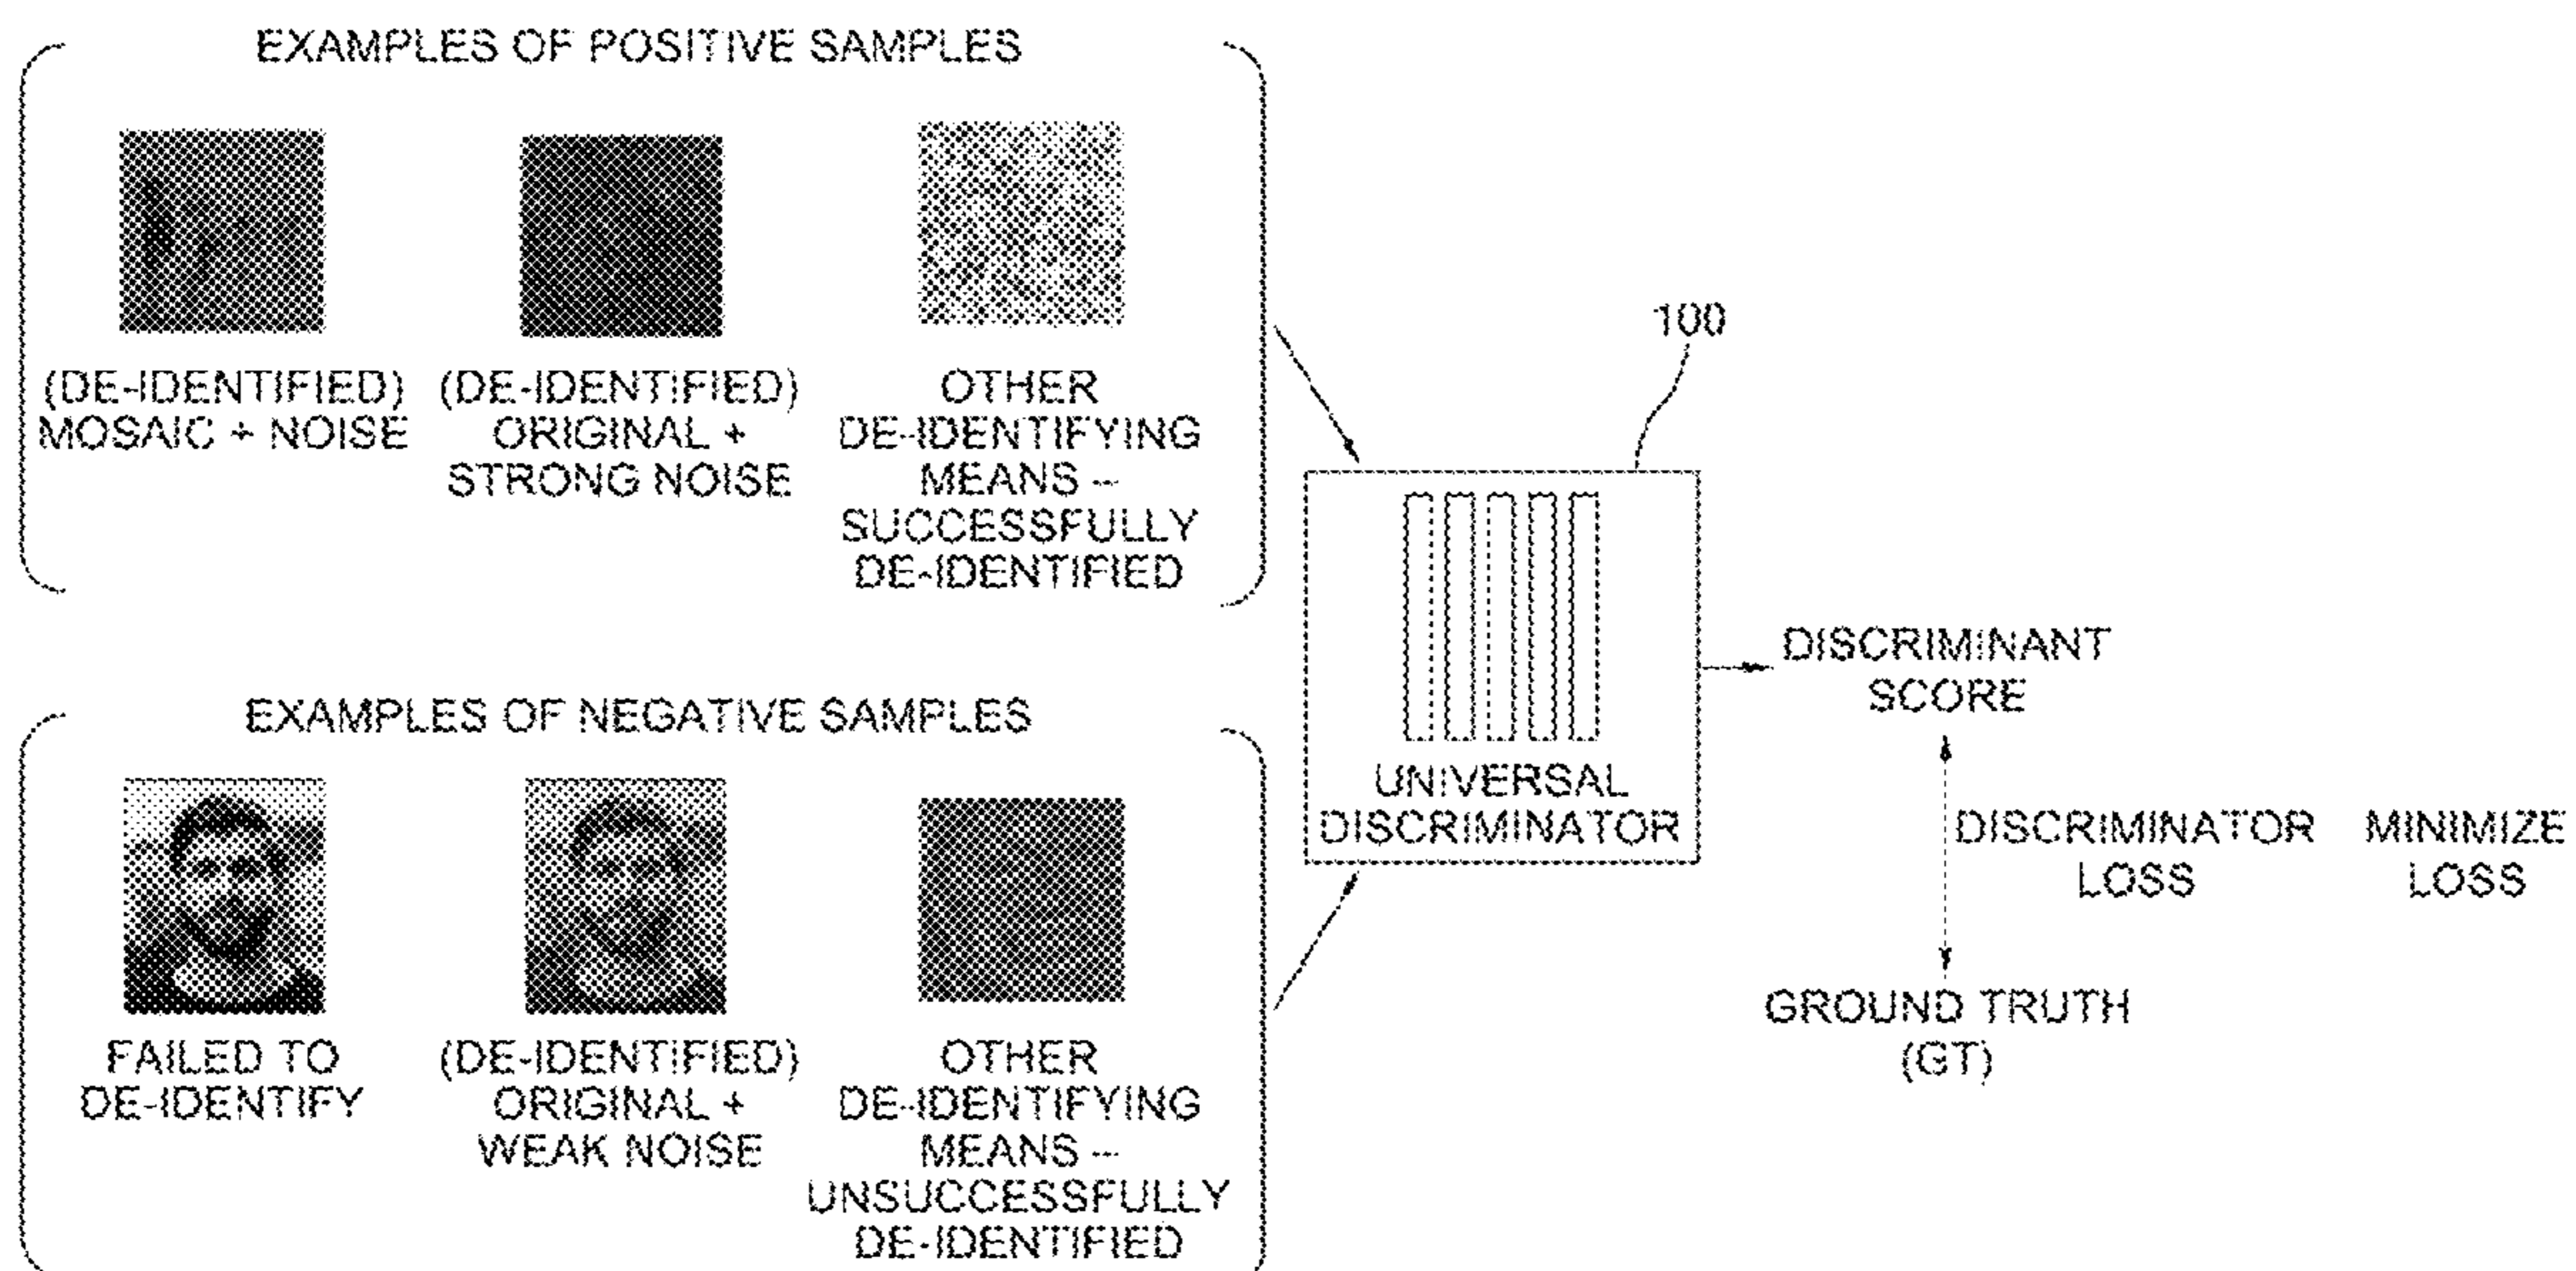 EXAMPLES OF POSITIVE SAMPLES
(DE-IDENTIFIED)
MOSAIC + NOISE
(DE-IDENTIFIED)
ORIGINAL +
STRONG NOISE
OTHER
DE-IDENTIFYING
MEANS –
SUCCESSFULLY
DE-IDENTIFIED
100
UNIVERSAL
DISCRIMINATOR
DISCRIMINANT
SCORE
DISCRIMINATOR
LOSS
MINIMIZE
LOSS
GROUND TRUTH
(GT)
EXAMPLES OF NEGATIVE SAMPLES
FAILED TO
DE-IDENTIFY
(DE-IDENTIFIED)
ORIGINAL +
WEAK NOISE
OTHER
DE-IDENTIFYING
MEANS –
UNSUCCESSFULLY
DE-IDENTIFIED